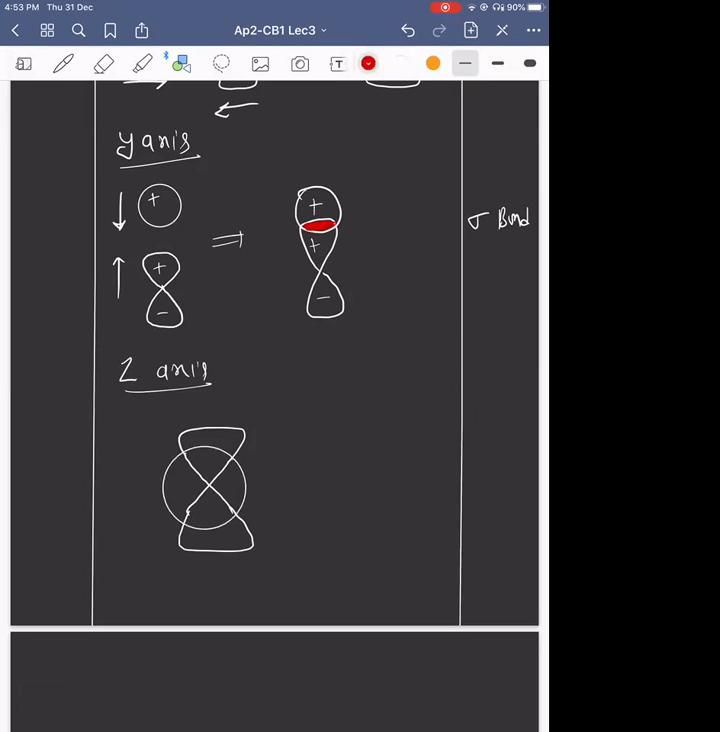 4:53 PM Thu 31 Dec 90%
Ap2-CB1 Lec3
T
y axis
+
+
-
⇒
+
+
-
σ Bond
Z axis